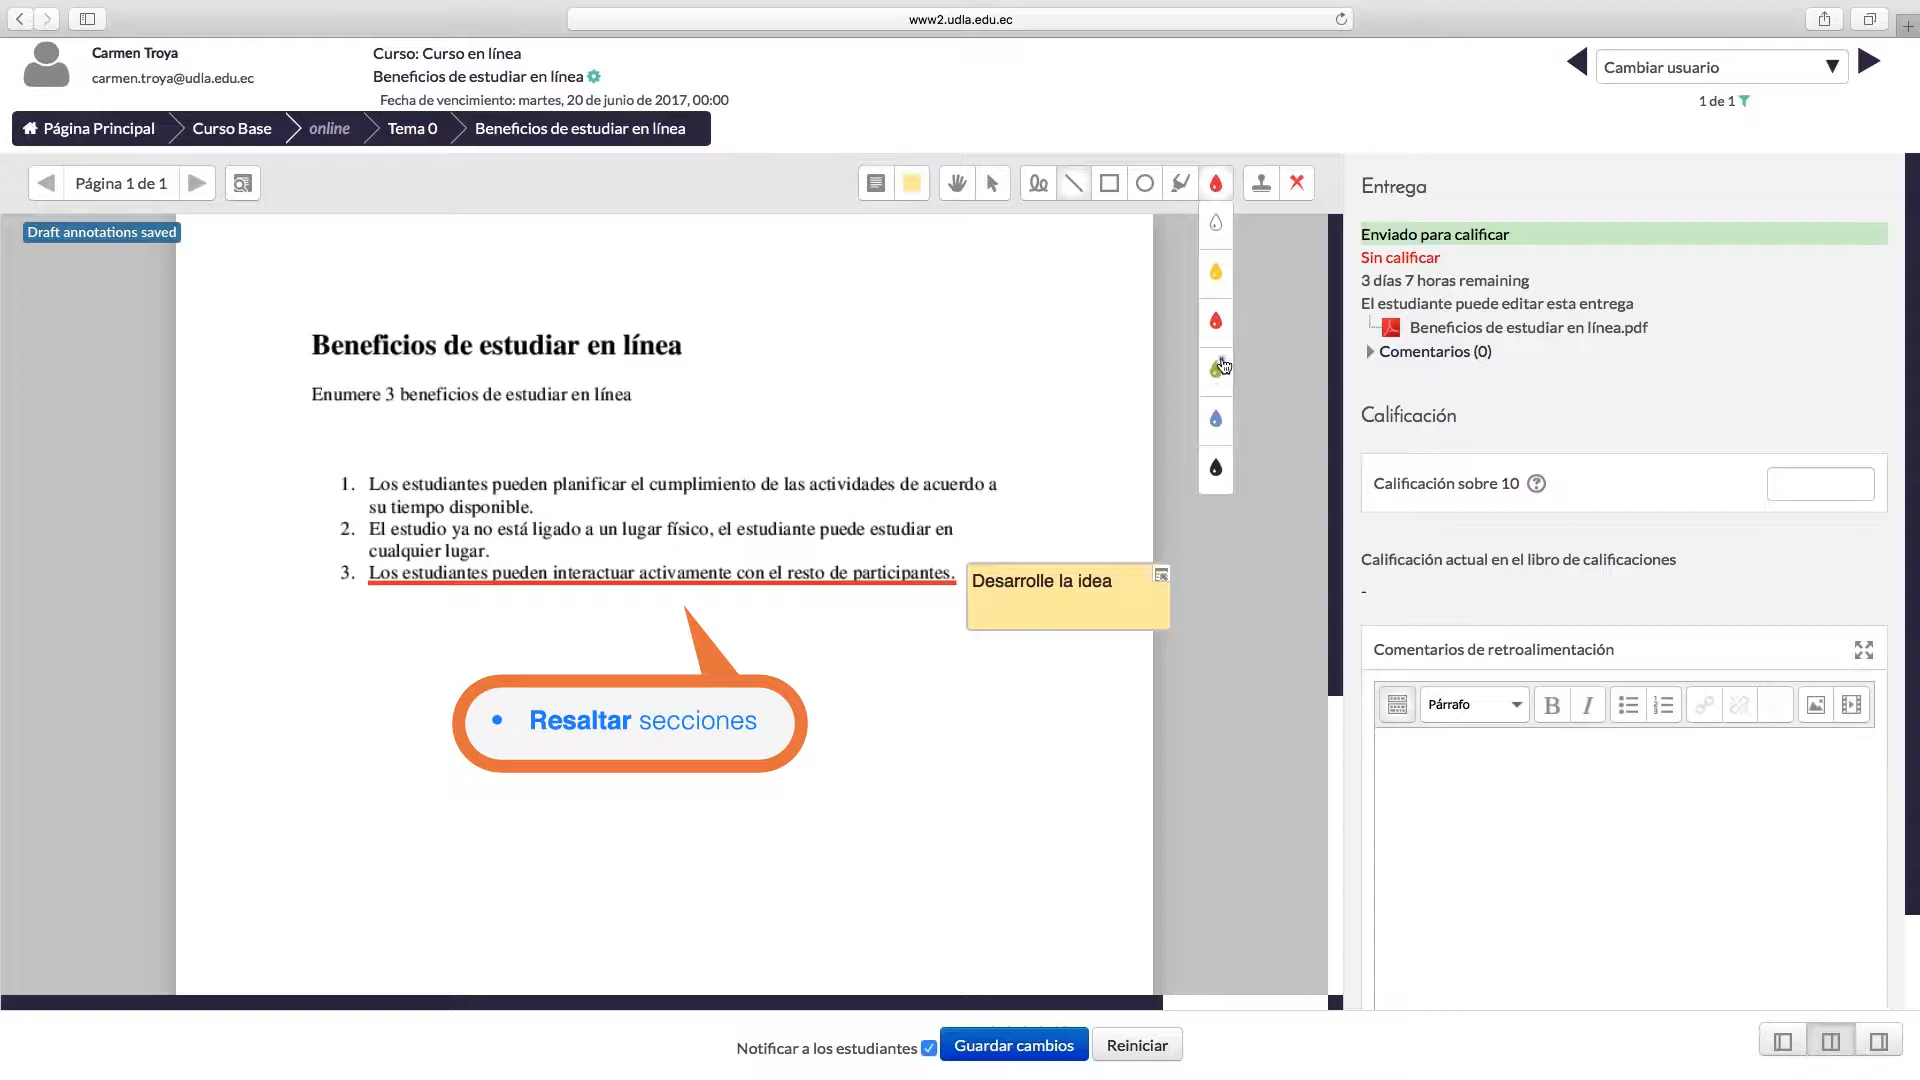 www2.udla.edu.ec
Carmen Troya
carmen.troya@udla.edu.ec
Curso: Curso en línea
Beneficios de estudiar en línea
Fecha de vencimiento: martes, 20 de junio de 2017, 00:00
Cambiar usuario
1 de 1
Página Principal
Curso Base
online
Tema 0
Beneficios de estudiar en línea
Página 1 de 1
Draft annotations saved
Beneficios de estudiar en línea
Enumere 3 beneficios de estudiar en línea
1. Los estudiantes pueden planificar el cumplimiento de las actividades de acuerdo a
su tiempo disponible.
2. El estudio ya no está ligado a un lugar físico, el estudiante puede estudiar en
cualquier lugar.
3. Los estudiantes pueden interactuar activamente con el resto de participantes.
Desarrolle la idea
• Resaltar secciones
Entrega
Enviado para calificar
Sin calificar
3 días 7 horas remaining
El estudiante puede editar esta entrega
Beneficios de estudiar en línea.pdf
Comentarios (0)
Calificación
Calificación sobre 10
Calificación actual en el libro de calificaciones
-
Comentarios de retroalimentación
Párrafo
B I
Notificar a los estudiantes
Guardar cambios
Reiniciar